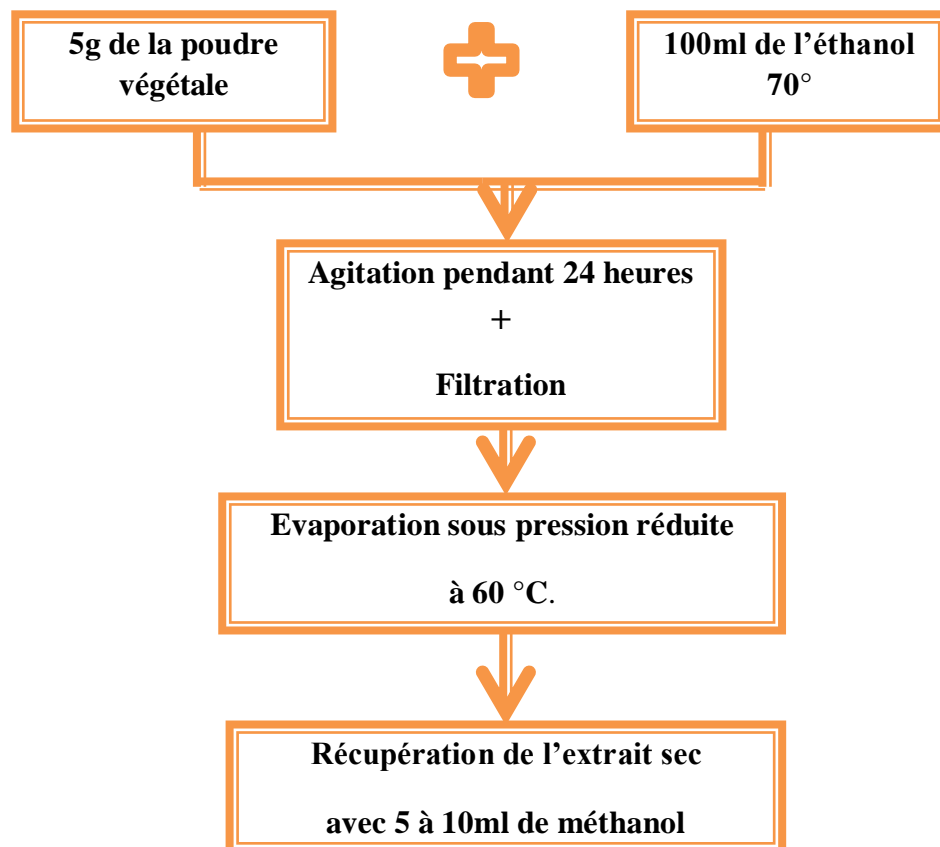 5g de la poudre
végétale
100ml de l’éthanol
70°
Agitation pendant 24 heures
+
Filtration
Evaporation sous pression réduite
à 60 °C.
Récupération de l’extrait sec
avec 5 à 10ml de méthanol